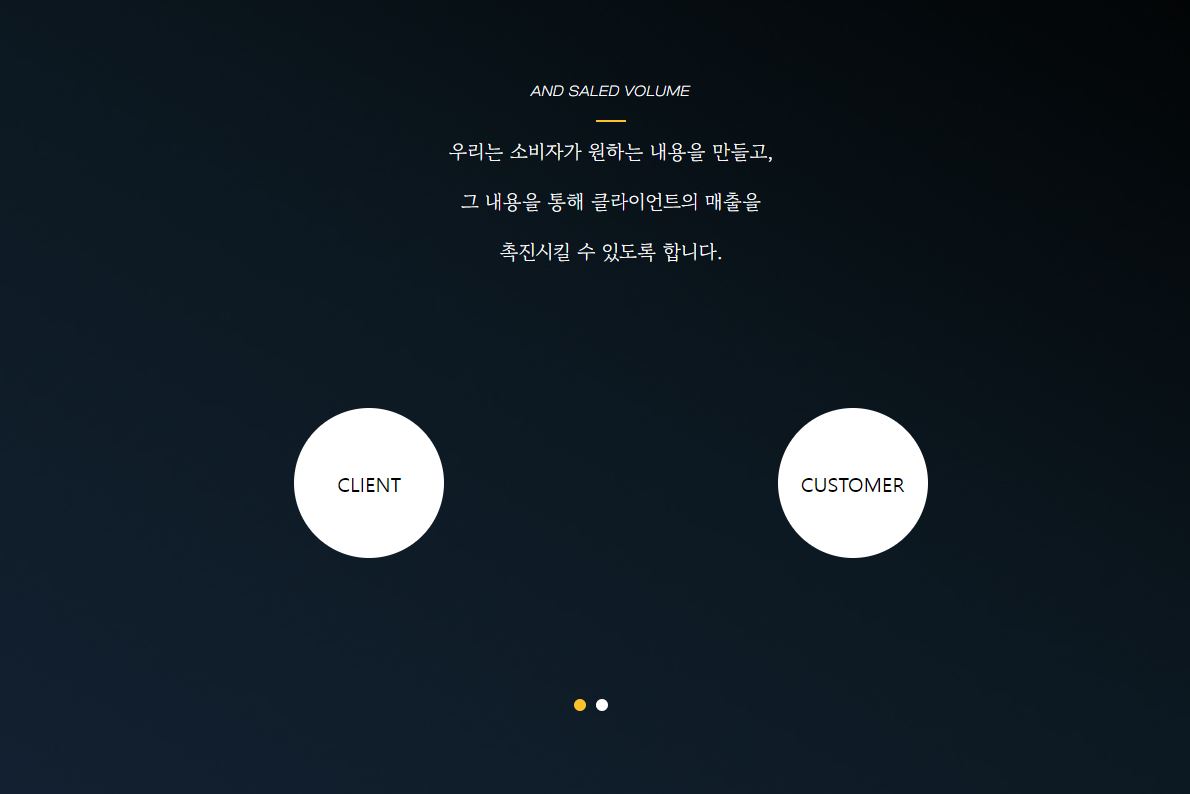 AND SALED VOLUME
우리는 소비자가 원하는 내용을 만들고,
그 내용을 통해 클라이언트의 매출을
촉진시킬 수 있도록 합니다.
CLIENT
CUSTOMER